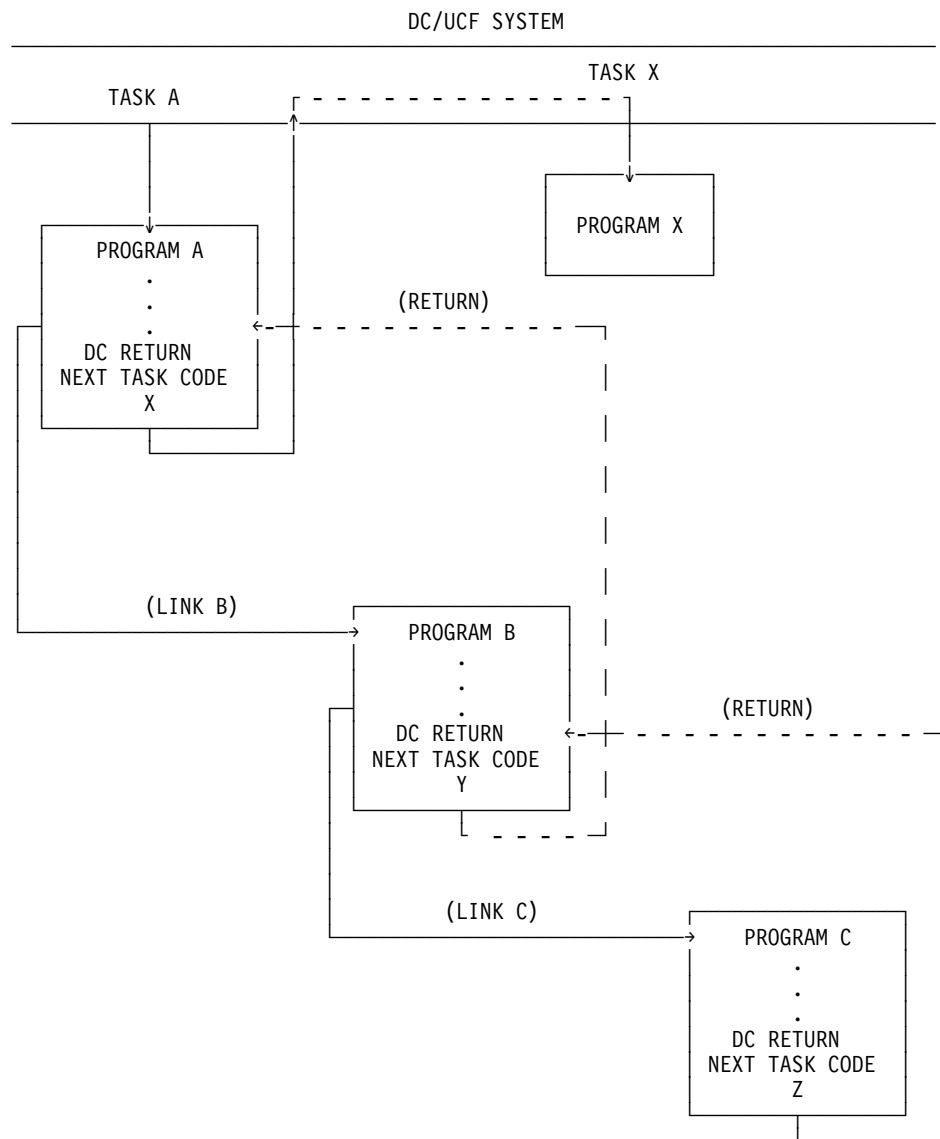 DC/UCF SYSTEM
TASK X
TASK A
PROGRAM X
PROGRAM A
.
.
.
DC RETURN
NEXT TASK CODE
X
(RETURN)
(LINK B)
PROGRAM B
.
.
.
DC RETURN
NEXT TASK CODE
Y
(RETURN)
(LINK C)
PROGRAM C
.
.
.
DC RETURN
NEXT TASK CODE
Z